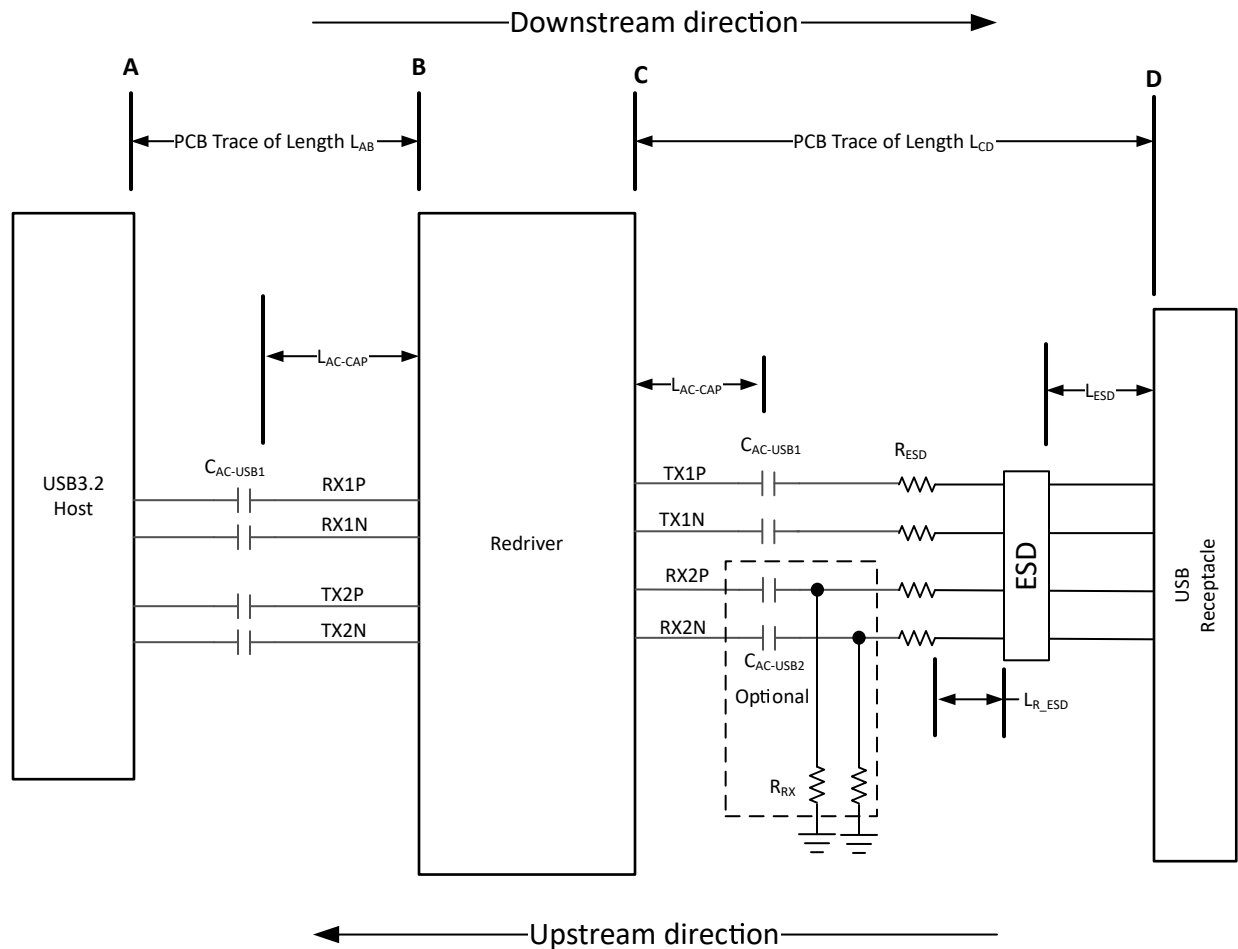 Downstream direction
A
B
C
D
PCB Trace of Length LAB
PCB Trace of Length LCD
LAC-CAP
LAC-CAP
LESD
CAC-USB1
CAC-USB1
RESD
USB3.2
Host
RX1P
RX1N
TX2P
TX2N
Redriver
TX1P
TX1N
RX2P
RX2N
CAC-USB2
Optional
RRX
ESD
LR_ESD
USB
Receptacle
Upstream direction